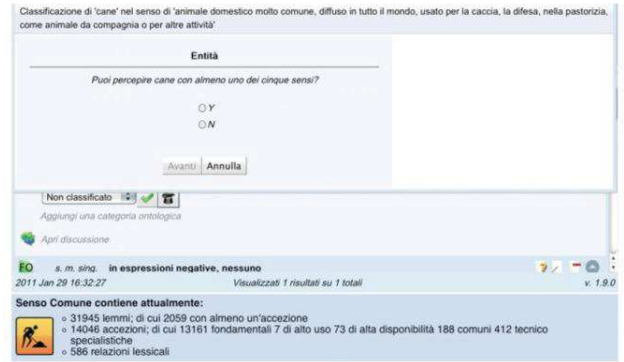 Classificazione di 'cane' nel senso di 'animale domestico molto comune, diffuso in tutto il mondo, usato per la caccia, la difesa, nella pastorizia,
come animale da compagnia o per altre attività'
Entità
Puoi percepire cane con almeno uno dei cinque sensi?
Y
N
Avanti Annulla
Non classificato
Aggiungi una categoria ontologica
Apri discussione
FO s. m. sing. in espressioni negative, nessuno
2011 Jan 29 16:32:27 Visualizzati 1 risultati su 1 totali v. 1.9.0
Senso Comune contiene attualmente:
31945 lemmi; di cui 2059 con almeno un'accezione
14046 accezioni; di cui 13161 fondamentali 7 di alto uso 73 di alta disponibilità 188 comuni 412 tecnico
specialistiche
586 relazioni lessicali